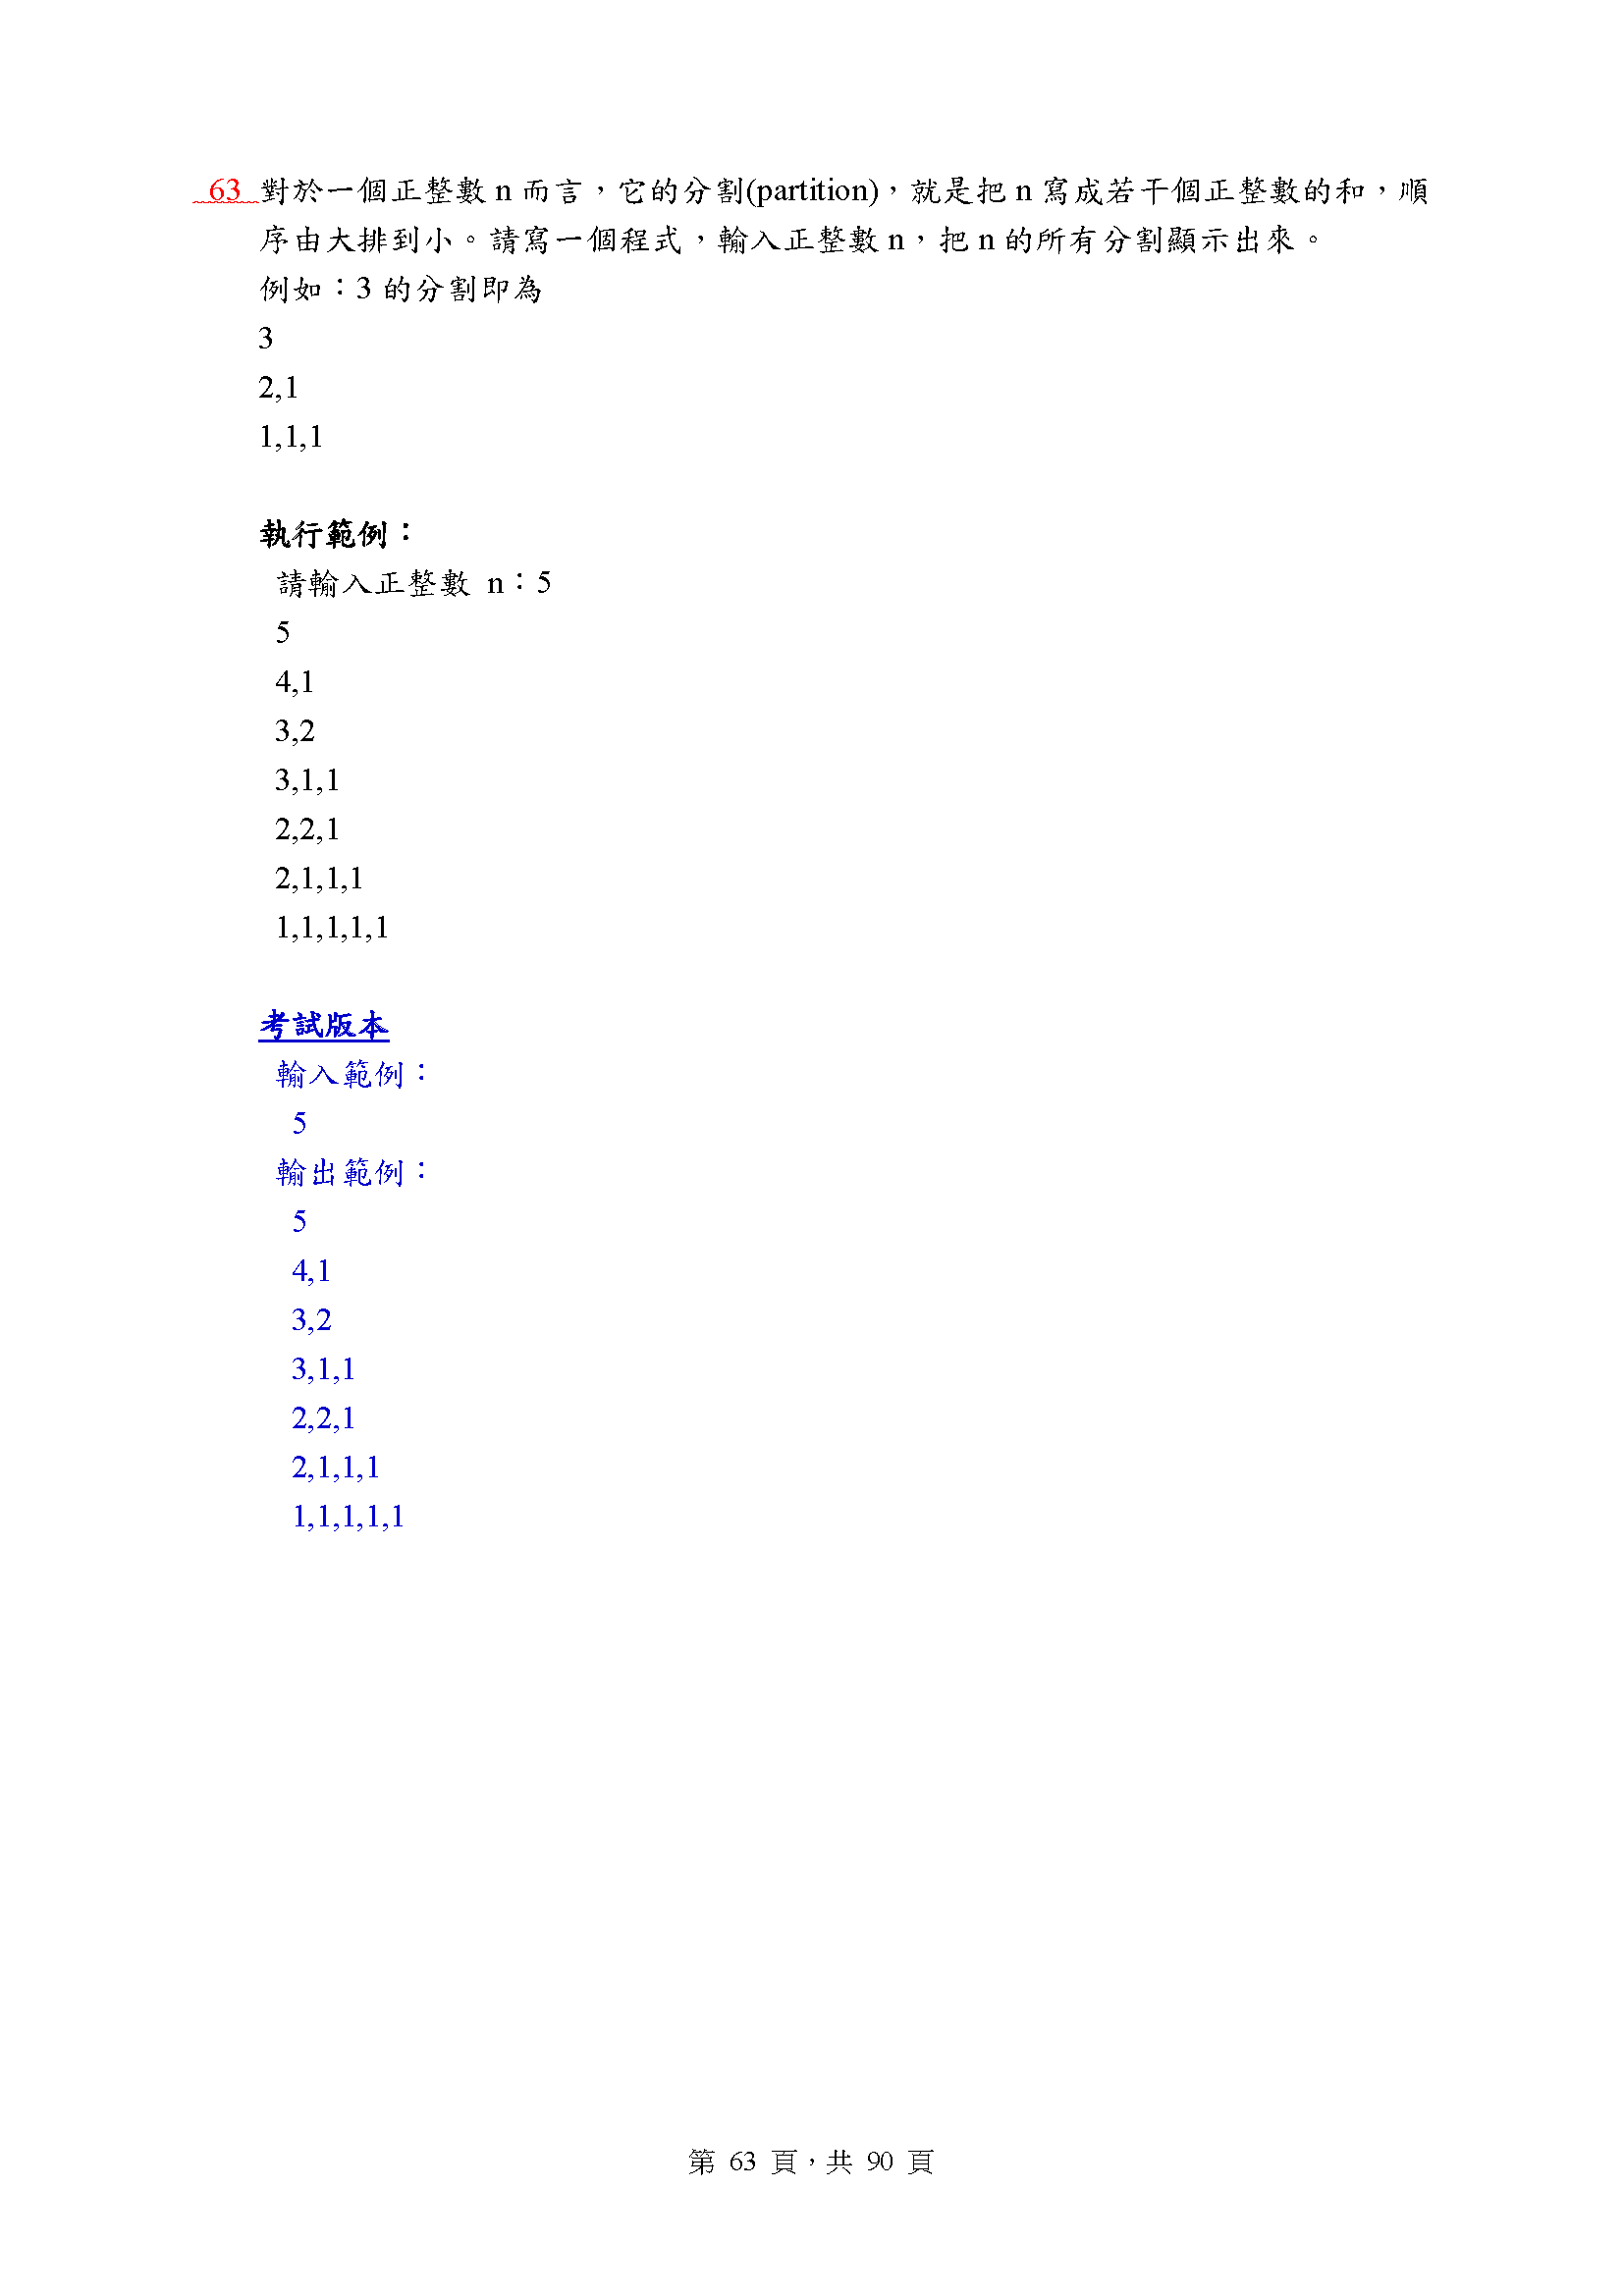 63 對於一個正整數 n 而言，它的分割(partition)，就是把 n 寫成若干個正整數的和，順
序由大排到小。請寫一個程式，輸入正整數 n，把 n 的所有分割顯示出來。
例如：3 的分割即為
3
2,1
1,1,1
執行範例：
請輸入正整數 n：5
5
4,1
3,2
3,1,1
2,2,1
2,1,1,1
1,1,1,1,1
考試版本
輸入範例：
5
輸出範例：
5
4,1
3,2
3,1,1
2,2,1
2,1,1,1
1,1,1,1,1
第 63 頁，共 90 頁